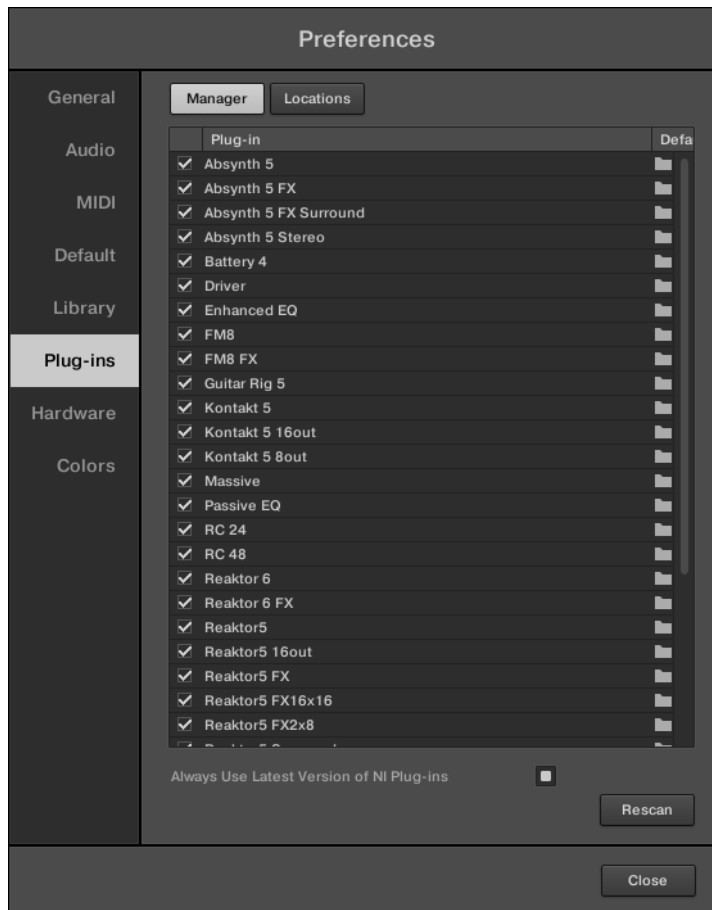 Preferences
General
Audio
MIDI
Default
Library
Plug-ins
Hardware
Colors
Manager Locations
Plug-in Defa
Absynth 5
Absynth 5 FX
Absynth 5 FX Surround
Absynth 5 Stereo
Battery 4
Driver
Enhanced EQ
FM8
FM8 FX
Guitar Rig 5
Kontakt 5
Kontakt 5 16out
Kontakt 5 8out
Massive
Passive EQ
RC 24
RC 48
Reaktor 6
Reaktor 6 FX
Reaktor5
Reaktor5 16out
Reaktor5 FX
Reaktor5 FX16x16
Reaktor5 FX2x8
Always Use Latest Version of NI Plug-ins
Rescan
Close